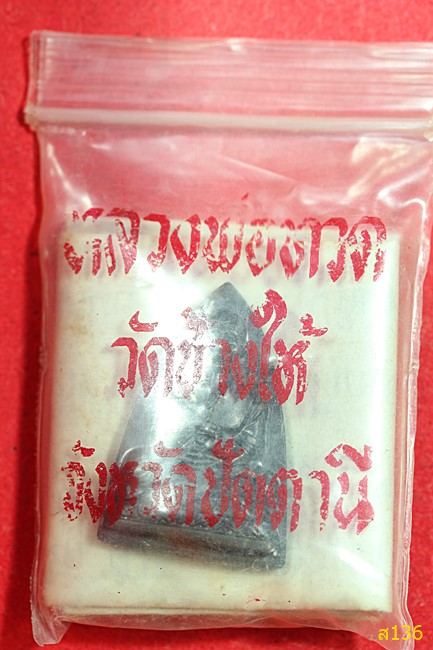 หลวงพ่อทวด
วัดช้างให้
จังหวัดปัตตานี
ส136